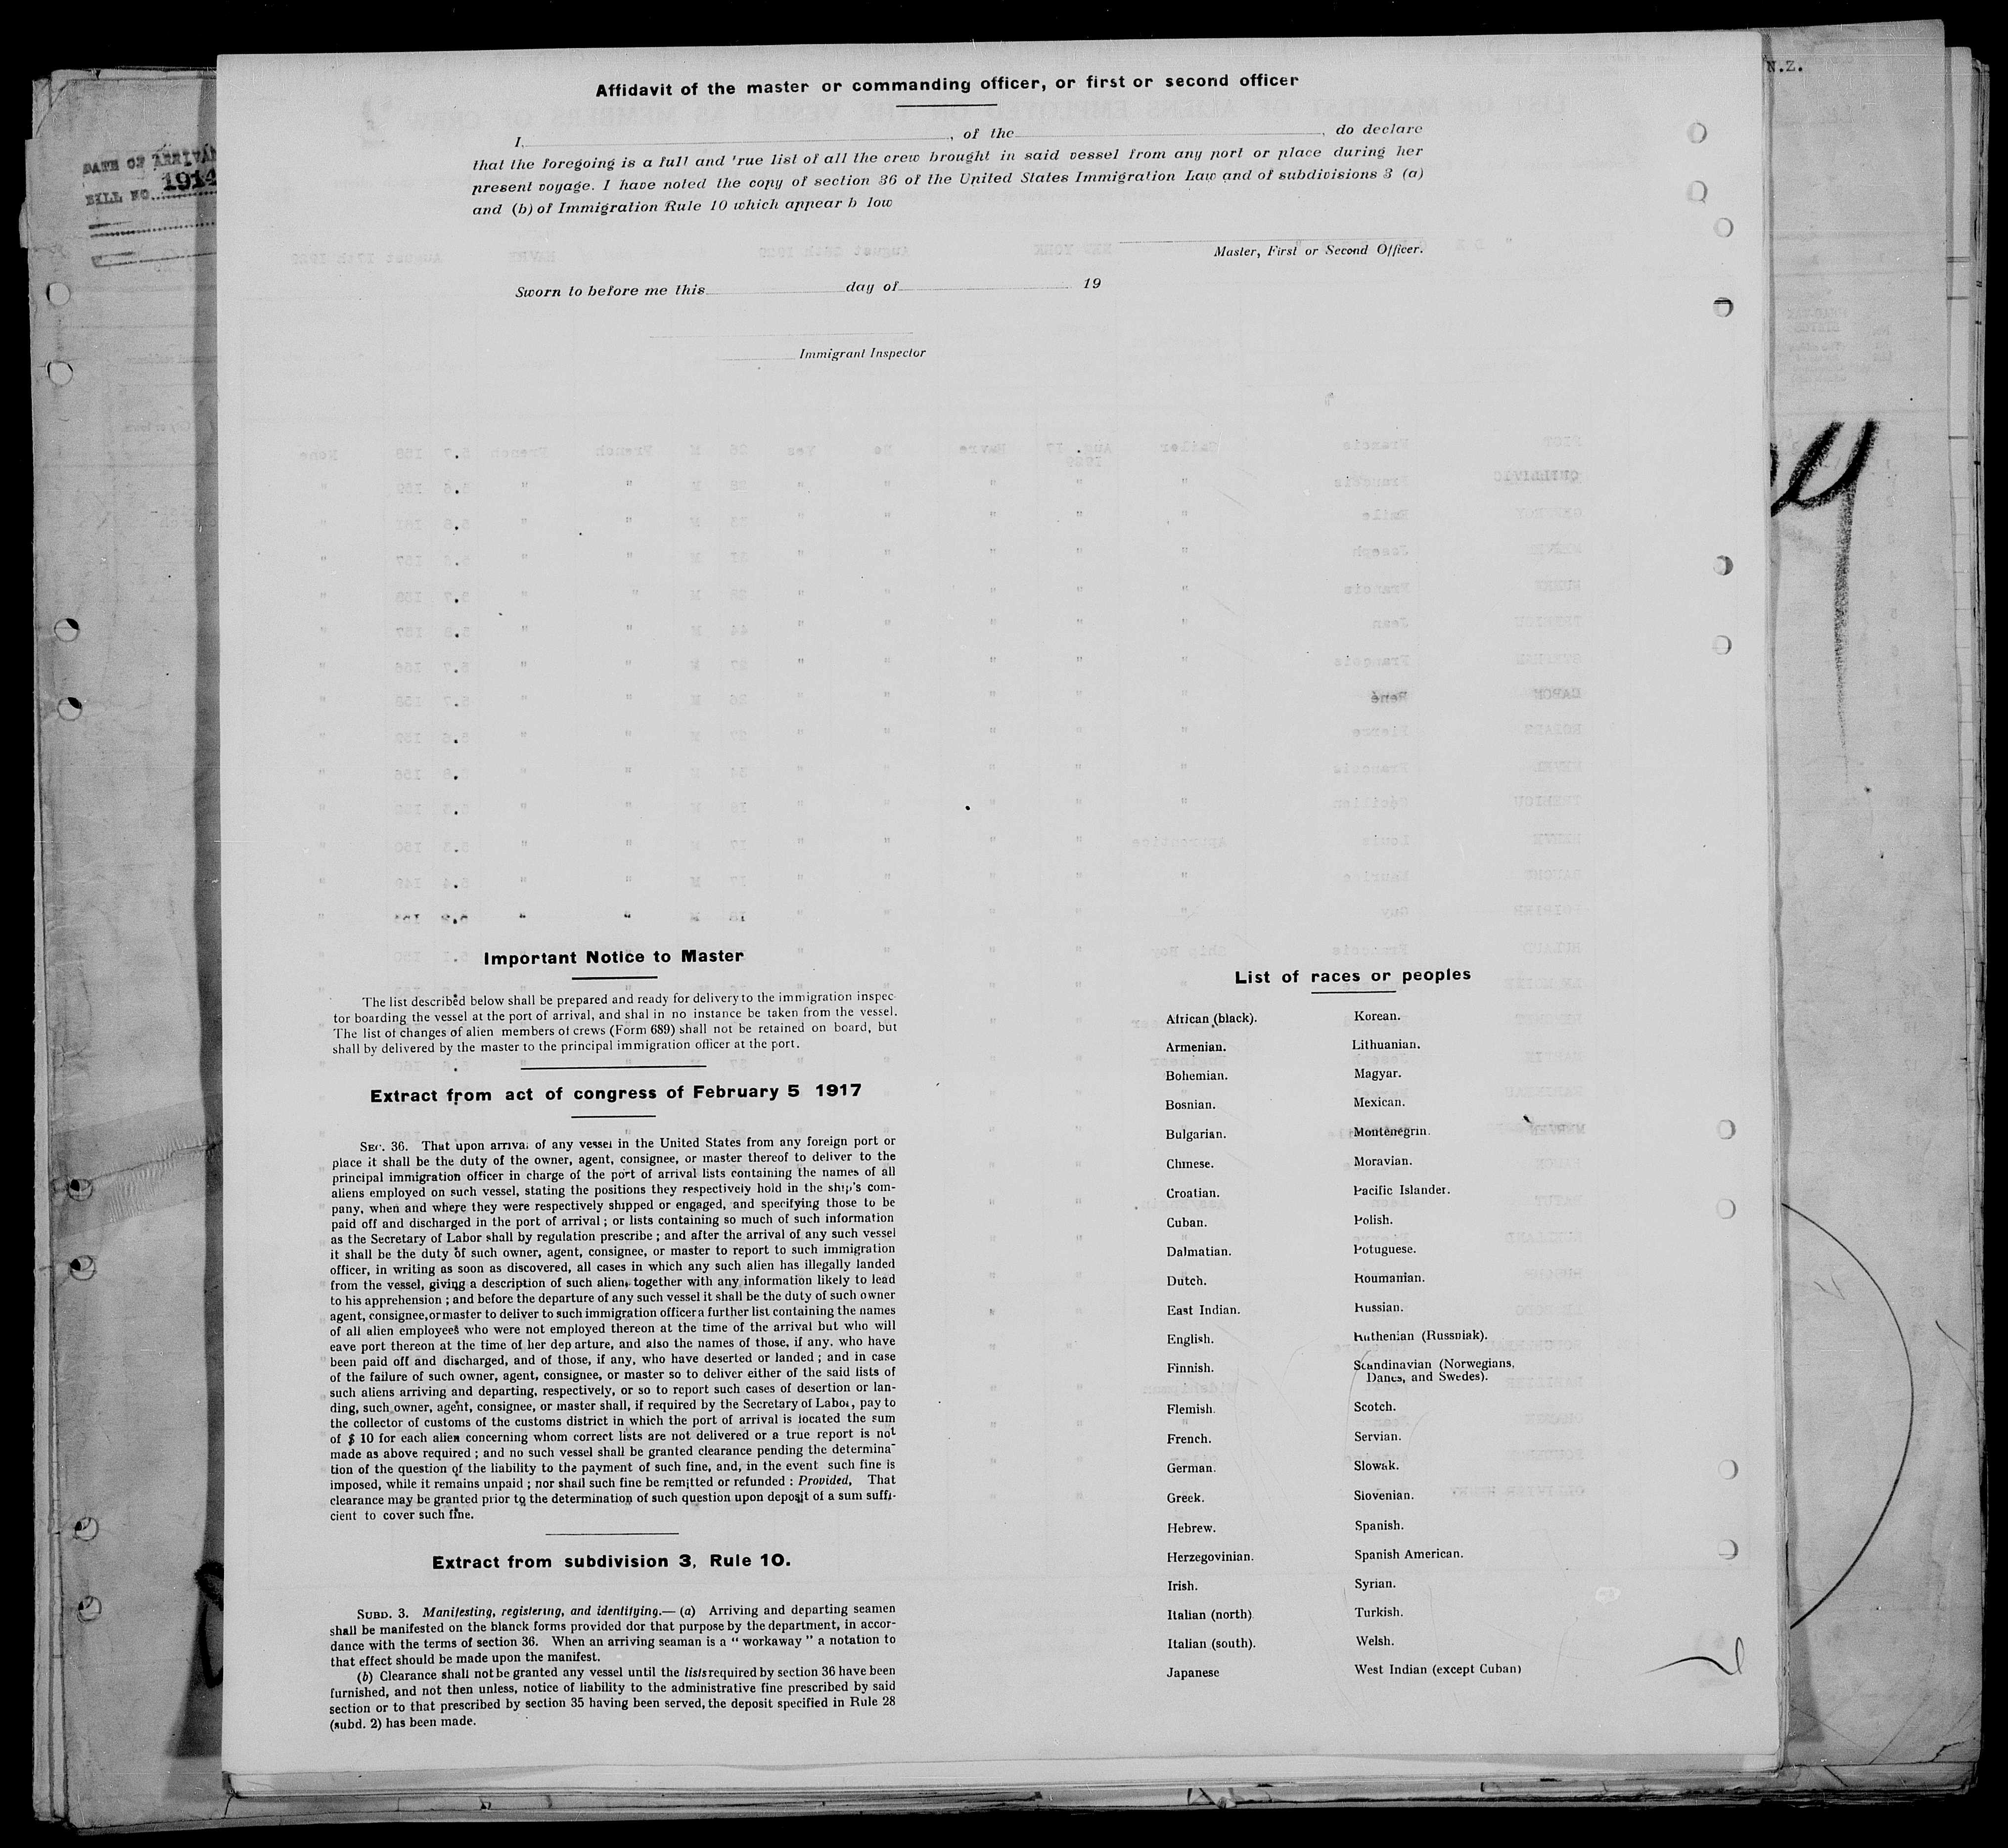 Affidavit of the master or commanding officer, or first or second officer
I, , of the , do declare
that the foregoing is a full and 'rue list of all the crew brought in said vessel from any port or place during her
present voyage. I have noted the copy of section 36 of the United States Immigration Law and of subdivisions 3 (a)
and (b) of Immigration Rule 10 which appear b low
Master, First or Second Officer.
Sworn to before me this day of 19
Immigrant Inspector
N.Z.
DATE OF ARRIVA
BILL NO. 1914
Important Notice to Master
The list described below shall be prepared and ready for delivery to the immigration inspec-
tor boarding the vessel at the port of arrival, and shal in no instance be taken from the vessel.
The list of changes of alien members of crews (Form 689) shall not be retained on board, but
shall by delivered by the master to the principal immigration officer at the port.
Extract from act of congress of February 5 1917
SEC. 36. That upon arrival of any vessel in the United States from any foreign port or
place it shall be the duty of the owner, agent, consignee, or master thereof to deliver to the
principal immigration officer in charge of the port of arrival lists containing the names of all
aliens employed on such vessel, stating the positions they respectively hold in the ship's com-
pany, when and where they were respectively shipped or engaged, and specifying those to be
paid off and discharged in the port of arrival ; or lists containing so much of such information
as the Secretary of Labor shall by regulation prescribe ; and after the arrival of any such vessel
it shall be the duty of such owner, agent, consignee, or master to report to such immigration
officer, in writing as soon as discovered, all cases in which any such alien has illegally landed
from the vessel, giving a description of such alien, together with any information likely to lead
to his apprehension ; and before the departure of any such vessel it shall be the duty of such owner
agent, consignee, or master to deliver to such immigration officer a further list containing the names
of all alien employees who were not employed thereon at the time of the arrival but who will
eave port thereon at the time of her dep arture, and also the names of those, if any, who have
been paid off and discharged, and of those, if any, who have deserted or landed ; and in case
of the failure of such owner, agent, consignee, or master so to deliver either of the said lists of
such aliens arriving and departing, respectively, or so to report such cases of desertion or lan-
ding, such owner, agent, consignee, or master shall, if required by the Secretary of Labor, pay to
the collector of customs of the customs district in which the port of arrival is located the sum
of $ 10 for each alien concerning whom correct lists are not delivered or a true report is not
made as above required ; and no such vessel shall be granted clearance pending the determina-
tion of the question of the liability to the payment of such fine, and, in the event such fine is
imposed, while it remains unpaid ; nor shall such fine be remitted or refunded : Provided, That
clearance may be granted prior to the determination of such question upon deposit of a sum suffi-
cient to cover such fine.
Extract from subdivision 3, Rule 10.
SUBD. 3. Manifesting, registering, and identifying.— (a) Arriving and departing seamen
shall be manifested on the blanck forms provided dor that purpose by the department, in accor-
dance with the terms of section 36. When an arriving seaman is a “ workaway ” a notation to
that effect should be made upon the manifest.
(b) Clearance shall not be granted any vessel until the lists required by section 36 have been
furnished, and not then unless, notice of liability to the administrative fine prescribed by said
section or to that prescribed by section 35 having been served, the deposit specified in Rule 28
(subd. 2) has been made.
List of races or peoples
African (black).
Armenian.
Bohemian.
Bosnian.
Bulgarian.
Chinese.
Croatian.
Cuban.
Dalmatian.
Dutch.
East Indian.
English.
Finnish.
Flemish.
French.
German.
Greek.
Hebrew.
Herzegovinian.
Irish.
Italian (north)
Italian (south).
Japanese
Korean.
Lithuanian.
Magyar.
Mexican.
Montenegrin.
Moravian.
Pacific Islander.
Polish.
Potuguese.
Roumanian.
Russian.
Ruthenian (Russniak).
Scandinavian (Norwegians,
Danes, and Swedes).
Scotch.
Servian.
Slowak.
Slovenian.
Spanish.
Spanish American.
Syrian.
Turkish.
Welsh.
West Indian (except Cuban)